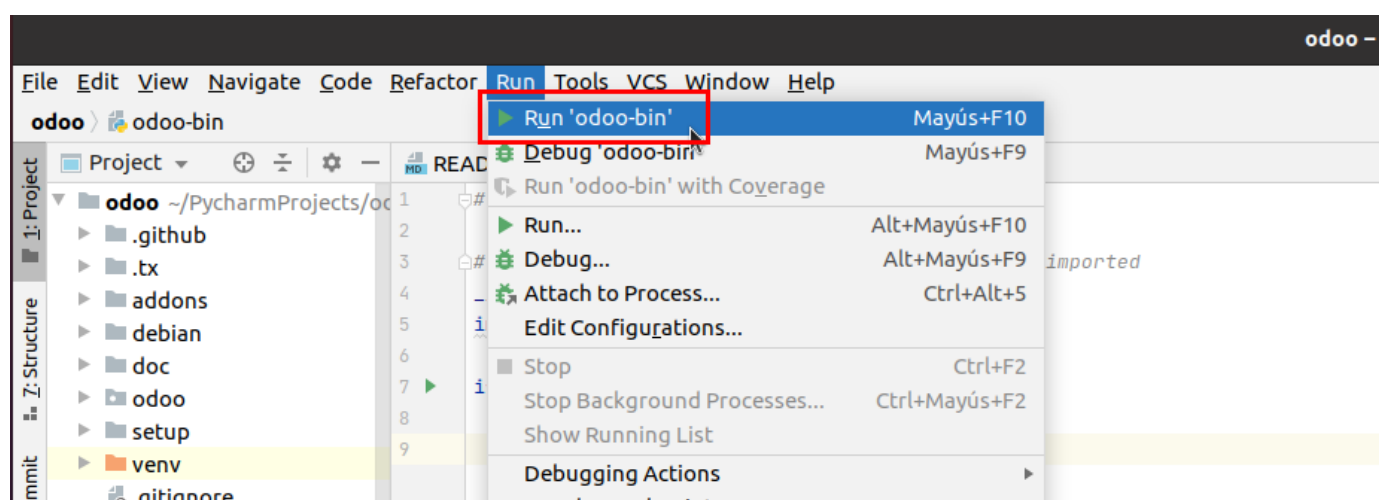 odoo –
File Edit View Navigate Code Refactor Run Tools VCS Window Help
odoo odoo-bin
Run 'odoo-bin' Mayús+F10
Debug 'odoo-bin' Mayús+F9
Run 'odoo-bin' with Coverage
Run... Alt+Mayús+F10
Debug... Alt+Mayús+F9
Attach to Process... Ctrl+Alt+5
Edit Configurations...
Stop Ctrl+F2
Stop Background Processes... Ctrl+Mayús+F2
Show Running List
Debugging Actions
1: Project
7: Structure
Project
odoo ~/PycharmProjects/
.github
.tx
addons
debian
doc
odoo
setup
venv
.gitignore
MD READ
1 #
2
3 # imported
4 _
5 i
6
7 i
8
9